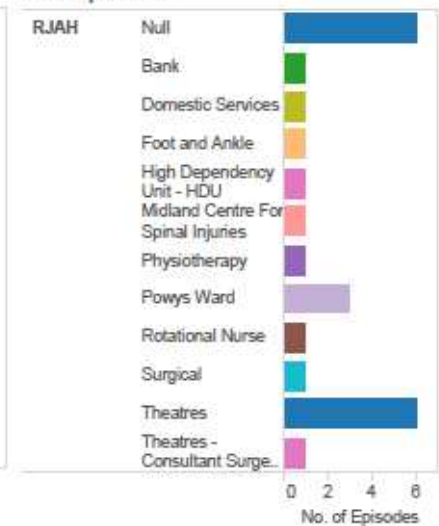 RJAH
Null
Bank
Domestic Services
Foot and Ankle
High Dependency
Unit - HDU
Midland Centre For
Spinal Injuries
Physiotherapy
Powys Ward
Rotational Nurse
Surgical
Theatres
Theatres -
Consultant Surge..
0 2 4 6
No. of Episodes